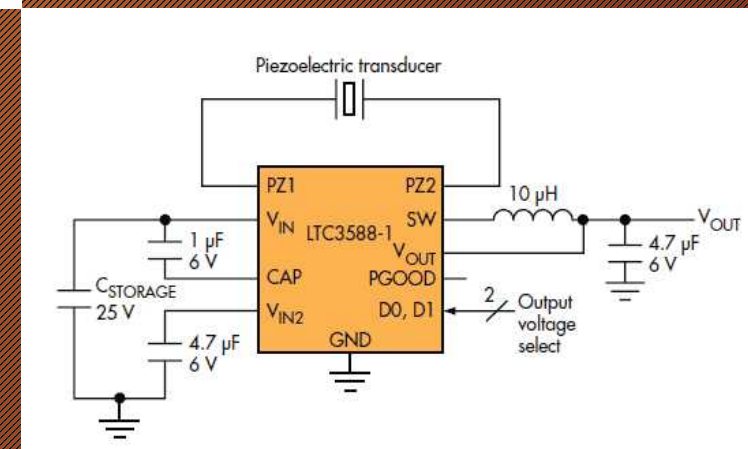 Piezoelectric transducer
PZ1
PZ2
10 µH
VIN
LTC3588-1
SW
VOUT
VOUT
1 µF
6 V
4.7 µF
6 V
CAP
PGOOD
CSTORAGE
25 V
VIN2
D0, D1
2
Output
voltage
select
4.7 µF
6 V
GND